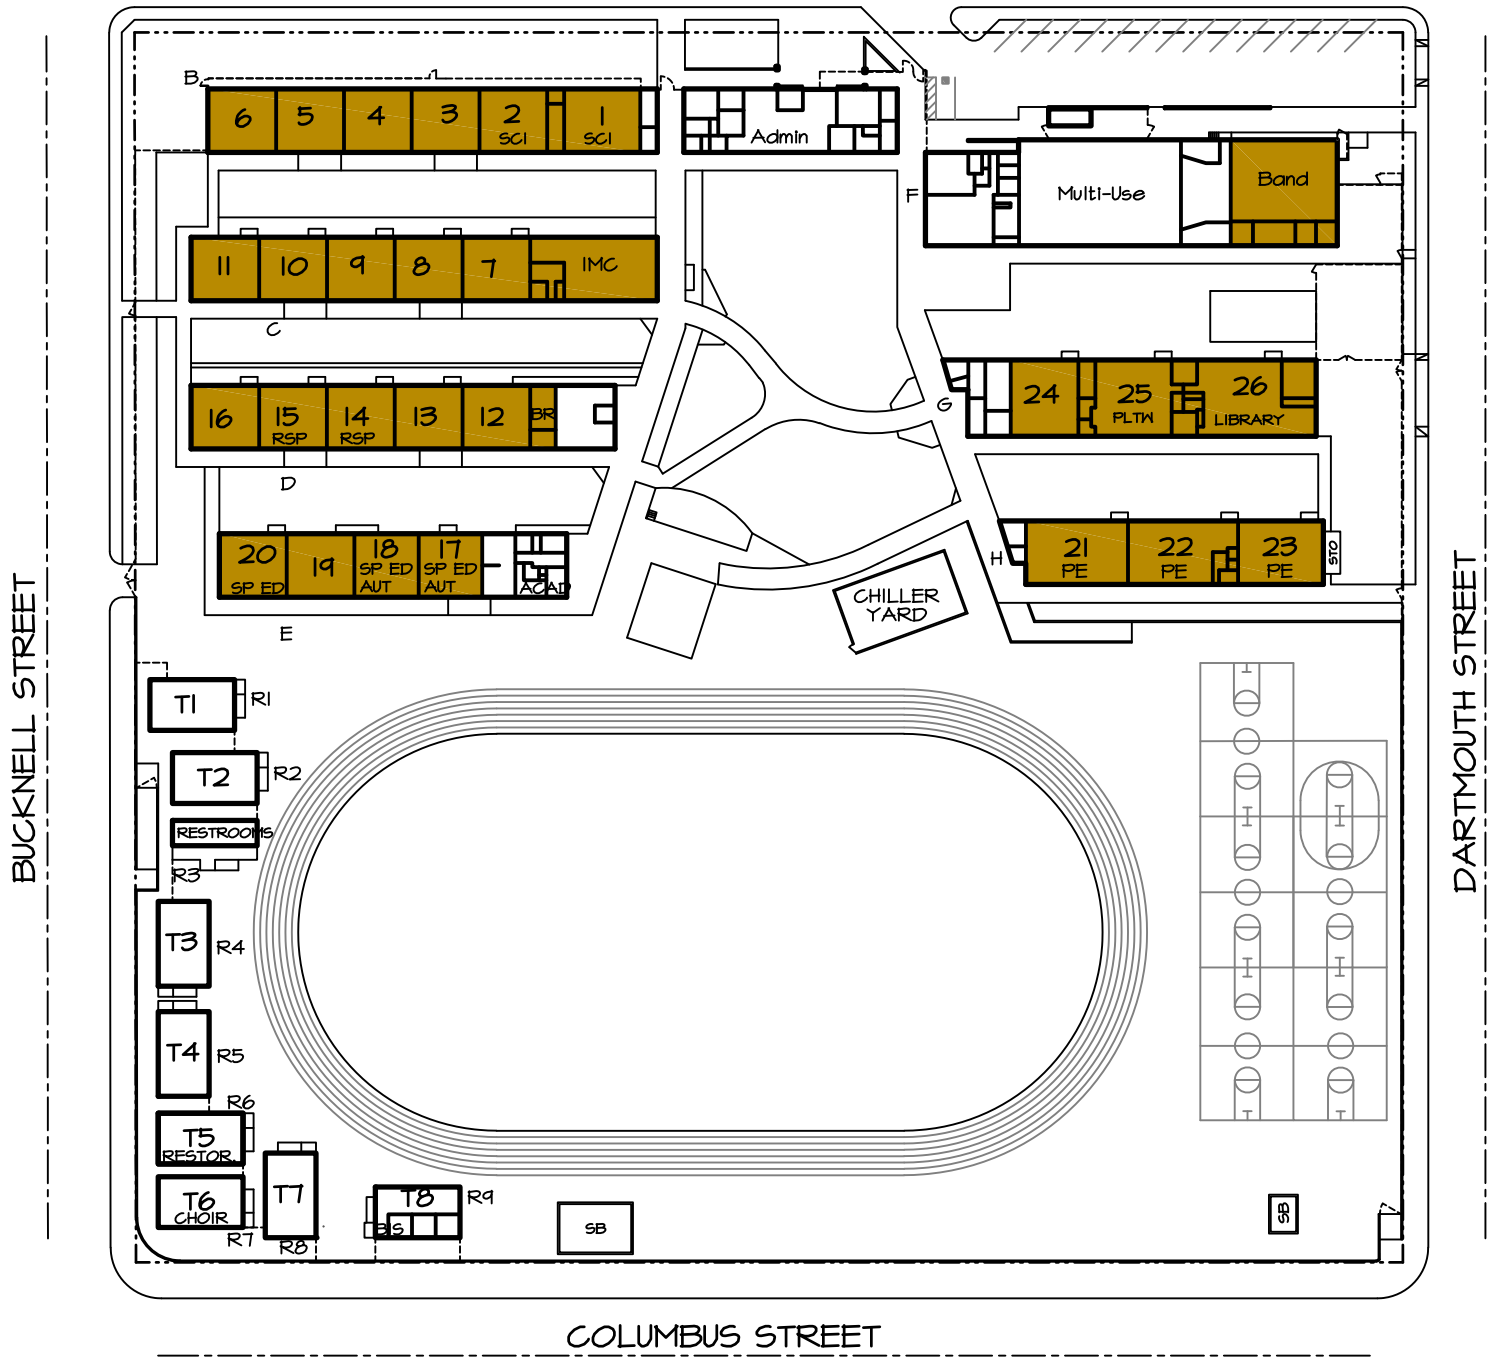 B
6
5
4
3
2
SCI
1
SCI
Admin
F
Multi-Use
Band
11
10
9
8
7
IMC
C
16
15
RSP
14
RSP
13
12
BR
D
G
24
25
PLTW
26
LIBRARY
20
SP ED
19
18
SP ED
AUT
17
SP ED
AUT
ACAD
E
H
21
PE
22
PE
23
PE
STO
CHILLER
YARD
BUCKNELL STREET
DARTMOUTH STREET
T1
R1
T2
R2
RESTROOMS
R3
T3
R4
T4
R5
R6
T5
RESTOR.
T6
CHOIR
R7
T7
R8
T8
BIS
R9
SB
SB
COLUMBUS STREET